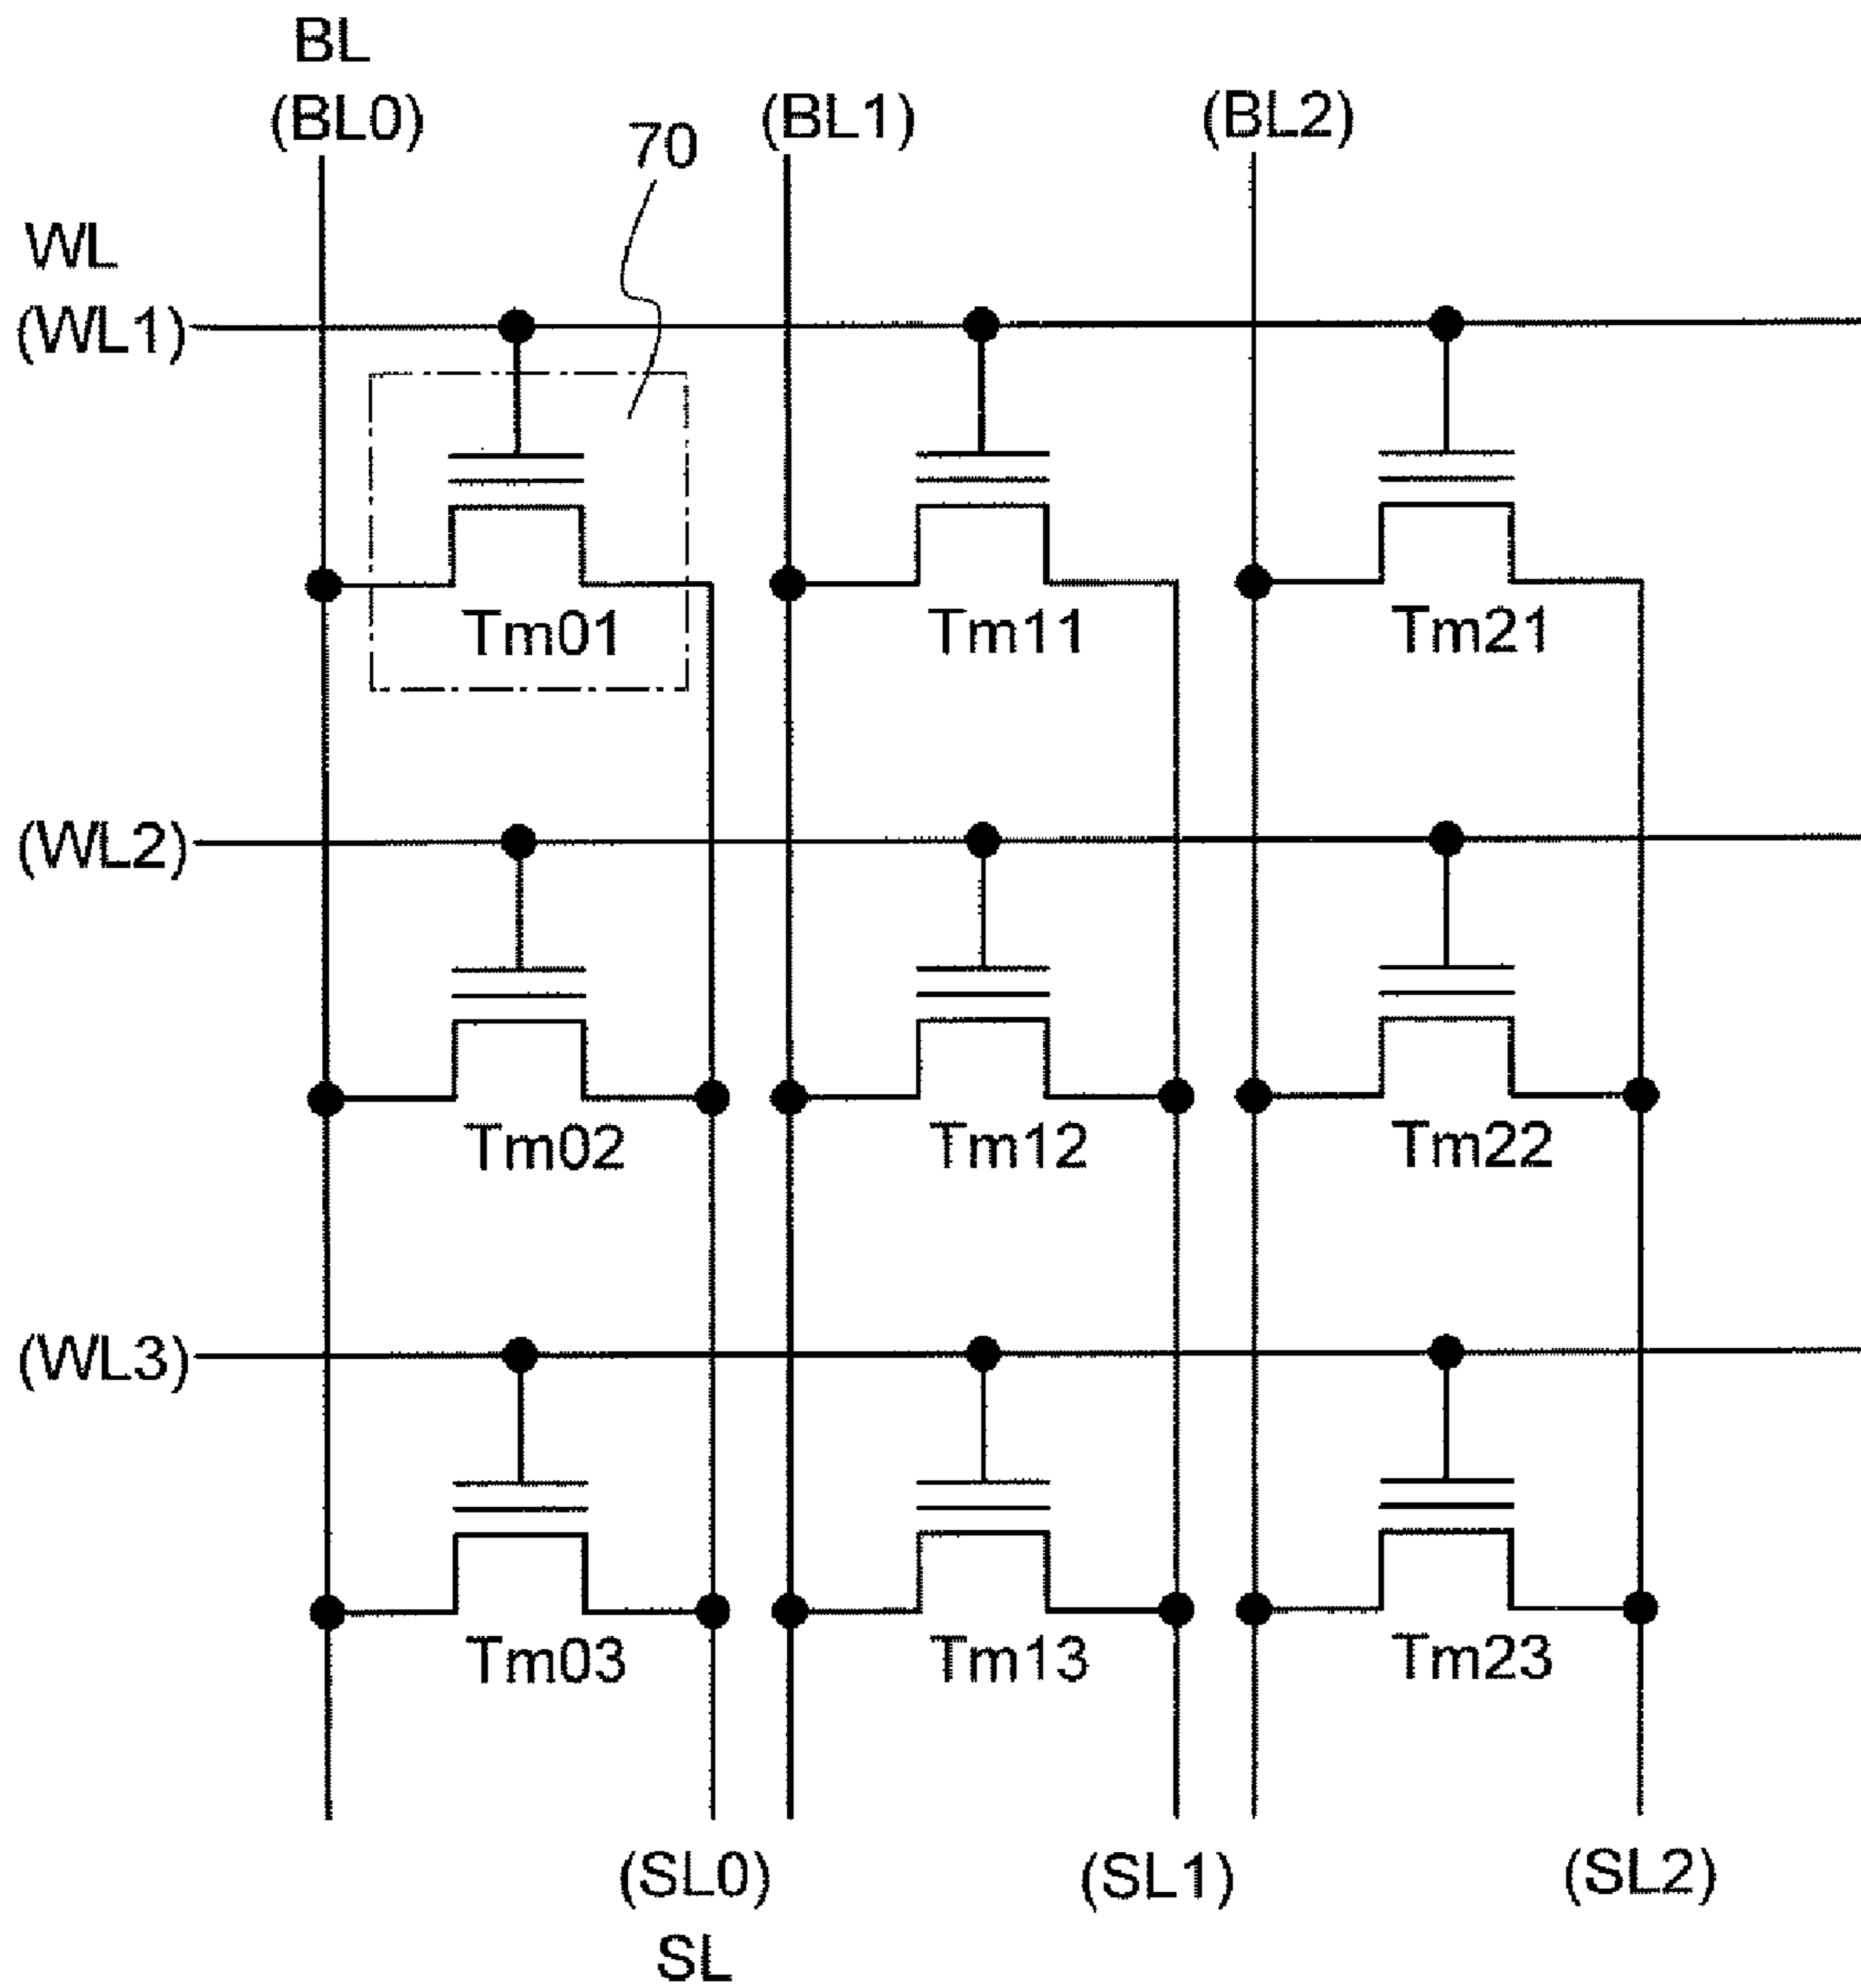 BL
(BL0)
(BL1)
(BL2)
70
WL
(WL1)
Tm01
Tm11
Tm21
(WL2)
Tm02
Tm12
Tm22
(WL3)
Tm03
Tm13
Tm23
(SL0)
(SL1)
(SL2)
SL